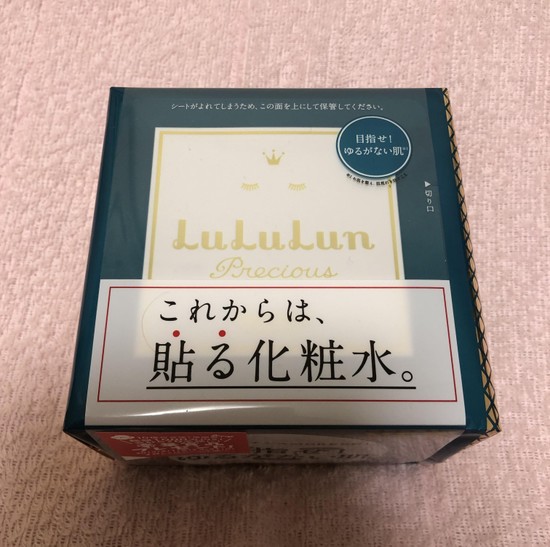 シートがよれてしまうため、この面を上にして保管してください。
目指せ!
ゆるがない肌
▲切り口
LuLuLun
Precious
これからは、
貼る化粧水。